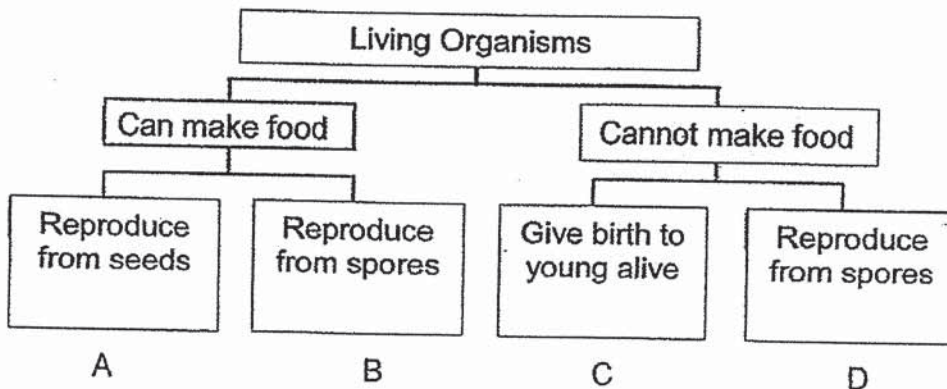 Living Organisms
Can make food
Cannot make food
Reproduce
from seeds
Reproduce
from spores
Give birth to
young alive
Reproduce
from spores
A
B
C
D